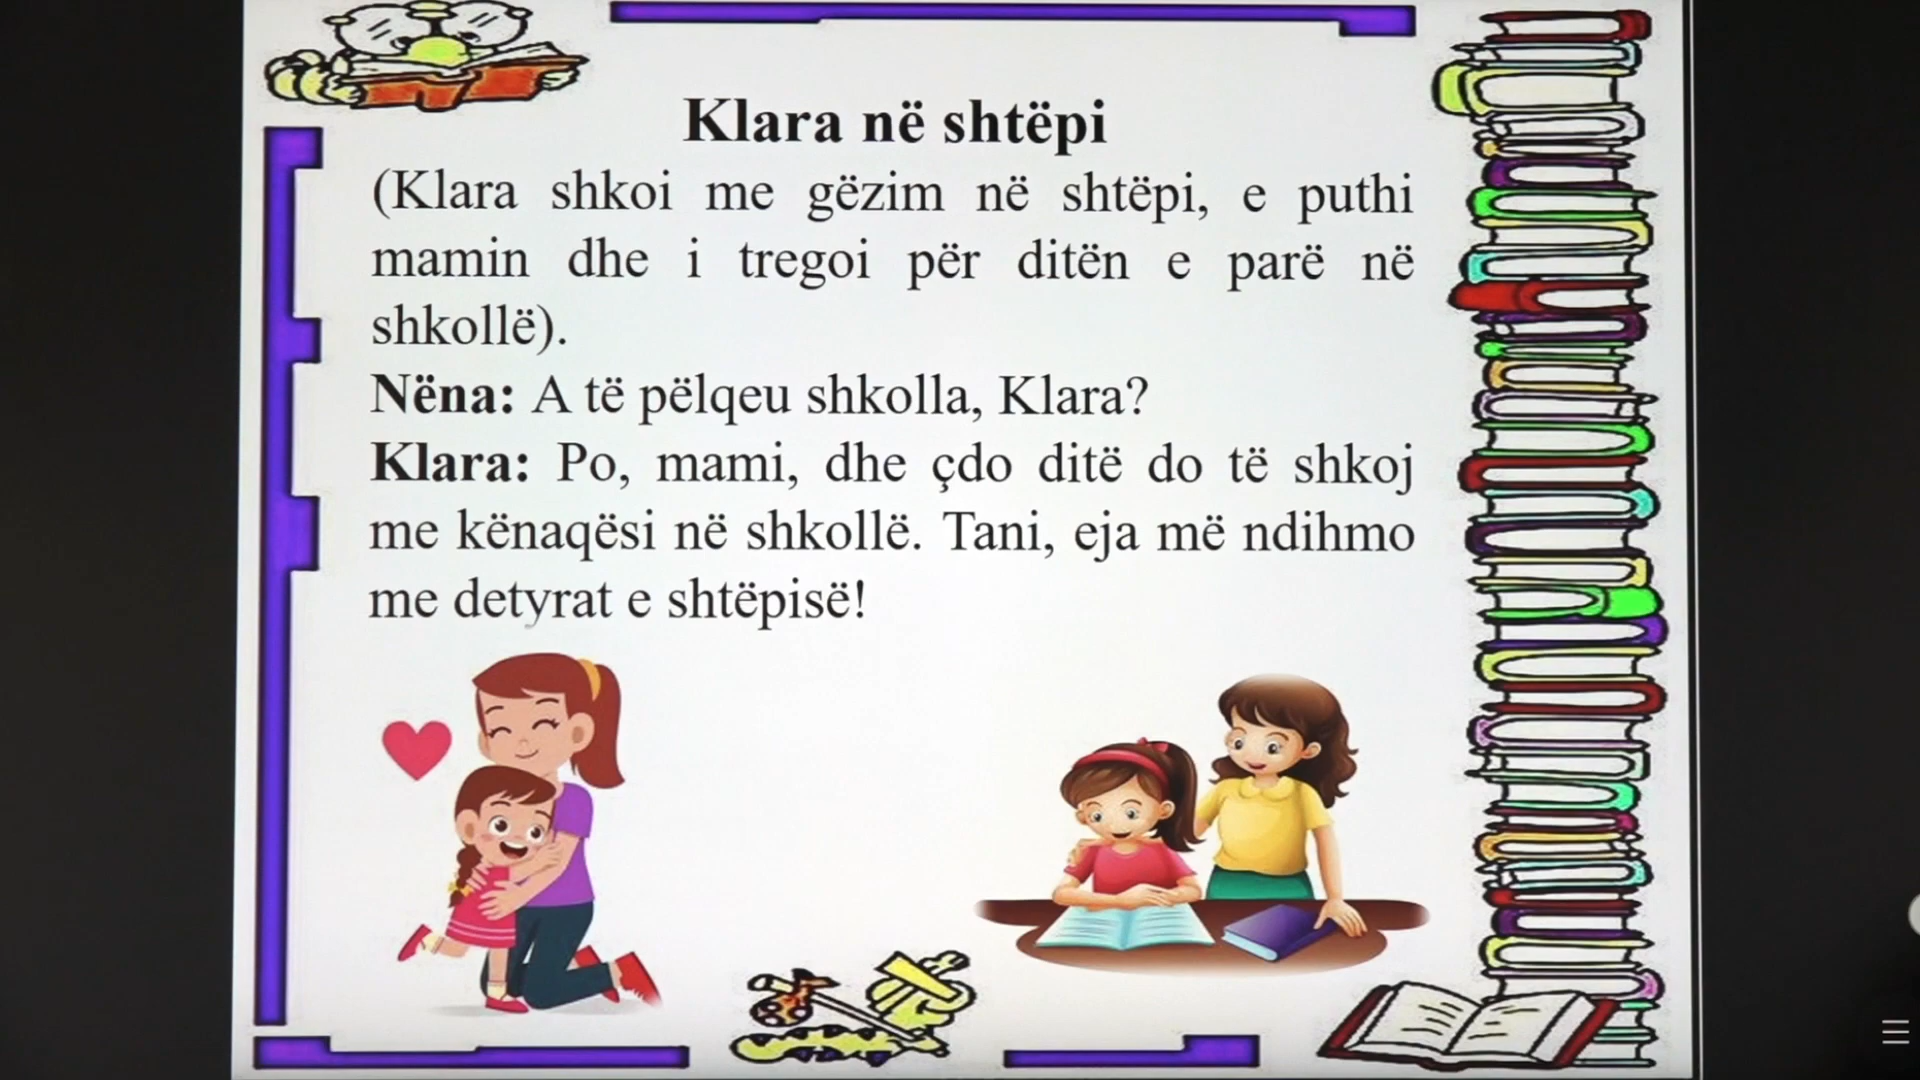 Klara në shtëpi
(Klara shkoi me gëzim në shtëpi, e puthi
mamin dhe i tregoi për ditën e parë në
shkollë).
Nëna: A të pëlqeu shkolla, Klara?
Klara: Po, mami, dhe çdo ditë do të shkoj
me kënaqësi në shkollë. Tani, eja më ndihmo
me detyrat e shtëpisë!